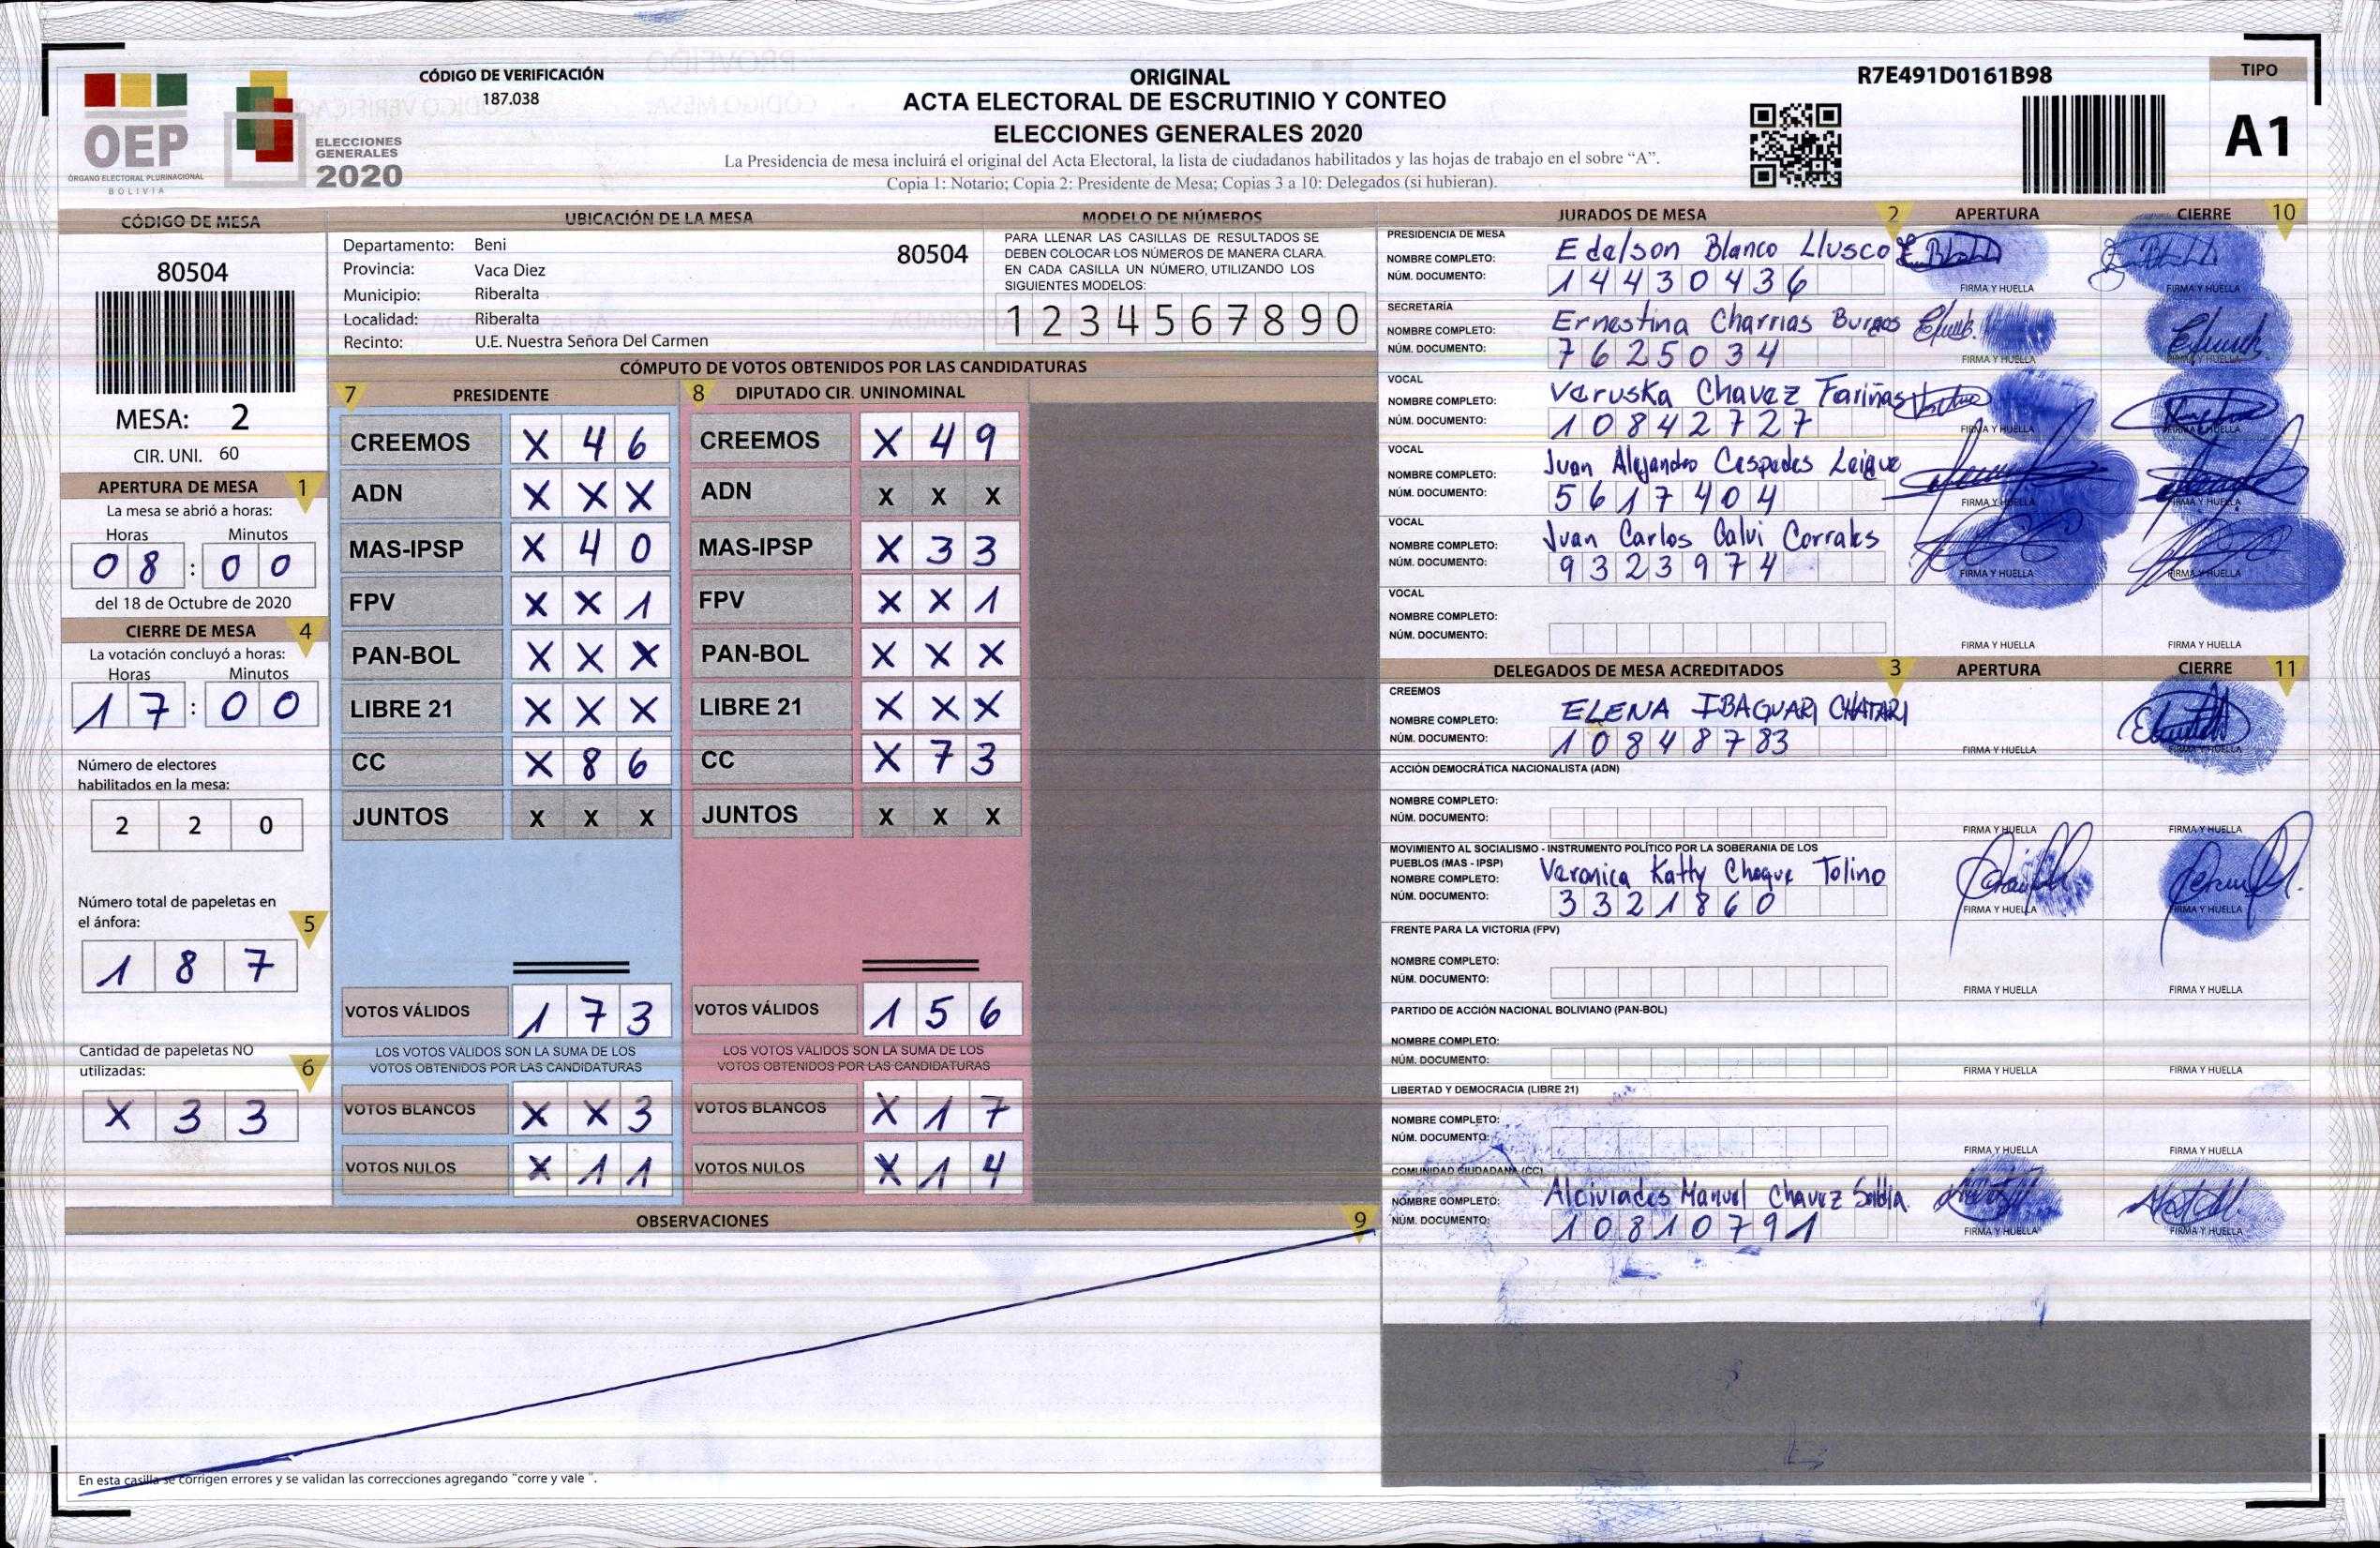 CÓDIGO DE VERIFICACIÓN
187.038
OEP
ÓRGANO ELECTORAL PLURINACIONAL
BOLIVIA
ELECCIONES
GENERALES
2020
ORIGINAL
ACTA ELECTORAL DE ESCRUTINIO Y CONTEO
ELECCIONES GENERALES 2020
La Presidencia de mesa incluirá el original del Acta Electoral, la lista de ciudadanos habilitados y las hojas de trabajo en el sobre “A”.
Copia 1: Notario; Copia 2: Presidente de Mesa; Copias 3 a 10: Delegados (si hubieran).
R7E491D0161B98
TIPO
A1
CÓDIGO DE MESA
80504
MESA: 2
CIR. UNI. 60
APERTURA DE MESA 1
La mesa se abrió a horas:
Horas Minutos
08 : 00
del 18 de Octubre de 2020
CIERRE DE MESA 4
La votación concluyó a horas:
Horas Minutos
17 : 00
Número de electores
habilitados en la mesa:
2 2 0
Número total de papeletas en
el ánfora: 5
1 8 7
Cantidad de papeletas NO
utilizadas: 6
X 3 3
UBICACIÓN DE LA MESA
Departamento: Beni 80504
Provincia: Vaca Diez
Municipio: Riberalta
Localidad: Riberalta
Recinto: U.E. Nuestra Señora Del Carmen
MODELO DE NÚMEROS
PARA LLENAR LAS CASILLAS DE RESULTADOS SE
DEBEN COLOCAR LOS NÚMEROS DE MANERA CLARA.
EN CADA CASILLA UN NÚMERO, UTILIZANDO LOS
SIGUIENTES MODELOS:
1 2 3 4 5 6 7 8 9 0
CÓMPUTO DE VOTOS OBTENIDOS POR LAS CANDIDATURAS
7 PRESIDENTE
CREEMOS X 4 6
ADN X X X
MAS-IPSP X 4 0
FPV X X 1
PAN-BOL X X X
LIBRE 21 X X X
CC X 8 6
JUNTOS X X X
VOTOS VÁLIDOS 1 7 3
LOS VOTOS VÁLIDOS SON LA SUMA DE LOS
VOTOS OBTENIDOS POR LAS CANDIDATURAS
VOTOS BLANCOS X X 3
VOTOS NULOS X 1 1
8 DIPUTADO CIR. UNINOMINAL
CREEMOS X 4 9
ADN X X X
MAS-IPSP X 3 3
FPV X X 1
PAN-BOL X X X
LIBRE 21 X X X
CC X 7 3
JUNTOS X X X
VOTOS VÁLIDOS 1 5 6
LOS VOTOS VÁLIDOS SON LA SUMA DE LOS
VOTOS OBTENIDOS POR LAS CANDIDATURAS
VOTOS BLANCOS X 1 7
VOTOS NULOS X 1 4
OBSERVACIONES 9
En esta casilla se corrigen errores y se validan las correcciones agregando "corre y vale ".
JURADOS DE MESA 2 APERTURA CIERRE 10
PRESIDENCIA DE MESA
NOMBRE COMPLETO: Edelson Blanco Llusco
NÚM. DOCUMENTO: 14430436
FIRMA Y HUELLA FIRMA Y HUELLA
SECRETARÍA
NOMBRE COMPLETO: Ernestina Charrias Burgos
NÚM. DOCUMENTO: 7625034
FIRMA Y HUELLA FIRMA Y HUELLA
VOCAL
NOMBRE COMPLETO: Veruska Chavez Fariñas
NÚM. DOCUMENTO: 10842727
FIRMA Y HUELLA FIRMA Y HUELLA
VOCAL
NOMBRE COMPLETO: Juan Alejandro Cespedes Leigue
NÚM. DOCUMENTO: 5617404
FIRMA Y HUELLA FIRMA Y HUELLA
VOCAL
NOMBRE COMPLETO: Juan Carlos Calvi Corrales
NÚM. DOCUMENTO: 9323974
FIRMA Y HUELLA FIRMA Y HUELLA
VOCAL
NOMBRE COMPLETO:
NÚM. DOCUMENTO:
FIRMA Y HUELLA FIRMA Y HUELLA
DELEGADOS DE MESA ACREDITADOS 3 APERTURA CIERRE 11
CREEMOS
NOMBRE COMPLETO: ELENA IBAGUARI CHATARI
NÚM. DOCUMENTO: 10848783
FIRMA Y HUELLA FIRMA Y HUELLA
ACCIÓN DEMOCRÁTICA NACIONALISTA (ADN)
NOMBRE COMPLETO:
NÚM. DOCUMENTO:
FIRMA Y HUELLA FIRMA Y HUELLA
MOVIMIENTO AL SOCIALISMO - INSTRUMENTO POLÍTICO POR LA SOBERANIA DE LOS
PUEBLOS (MAS - IPSP)
NOMBRE COMPLETO: Veronica Katty Choque Tolino
NÚM. DOCUMENTO: 3321860
FIRMA Y HUELLA FIRMA Y HUELLA
FRENTE PARA LA VICTORIA (FPV)
NOMBRE COMPLETO:
NÚM. DOCUMENTO:
FIRMA Y HUELLA FIRMA Y HUELLA
PARTIDO DE ACCIÓN NACIONAL BOLIVIANO (PAN-BOL)
NOMBRE COMPLETO:
NÚM. DOCUMENTO:
FIRMA Y HUELLA FIRMA Y HUELLA
LIBERTAD Y DEMOCRACIA (LIBRE 21)
NOMBRE COMPLETO:
NÚM. DOCUMENTO:
FIRMA Y HUELLA FIRMA Y HUELLA
COMUNIDAD CIUDADANA (CC)
NOMBRE COMPLETO: Alciviades Manuel Chavez
NÚM. DOCUMENTO: 10810791
FIRMA Y HUELLA FIRMA Y HUELLA